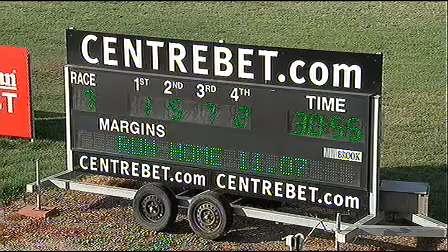 CENTREBET.com
RACE 1ST 2ND 3RD 4TH TIME
7 1 5 7 2 30:55
MARGINS
RUN HOME 11.07
BROOK
CENTREBET.com CENTREBET.com